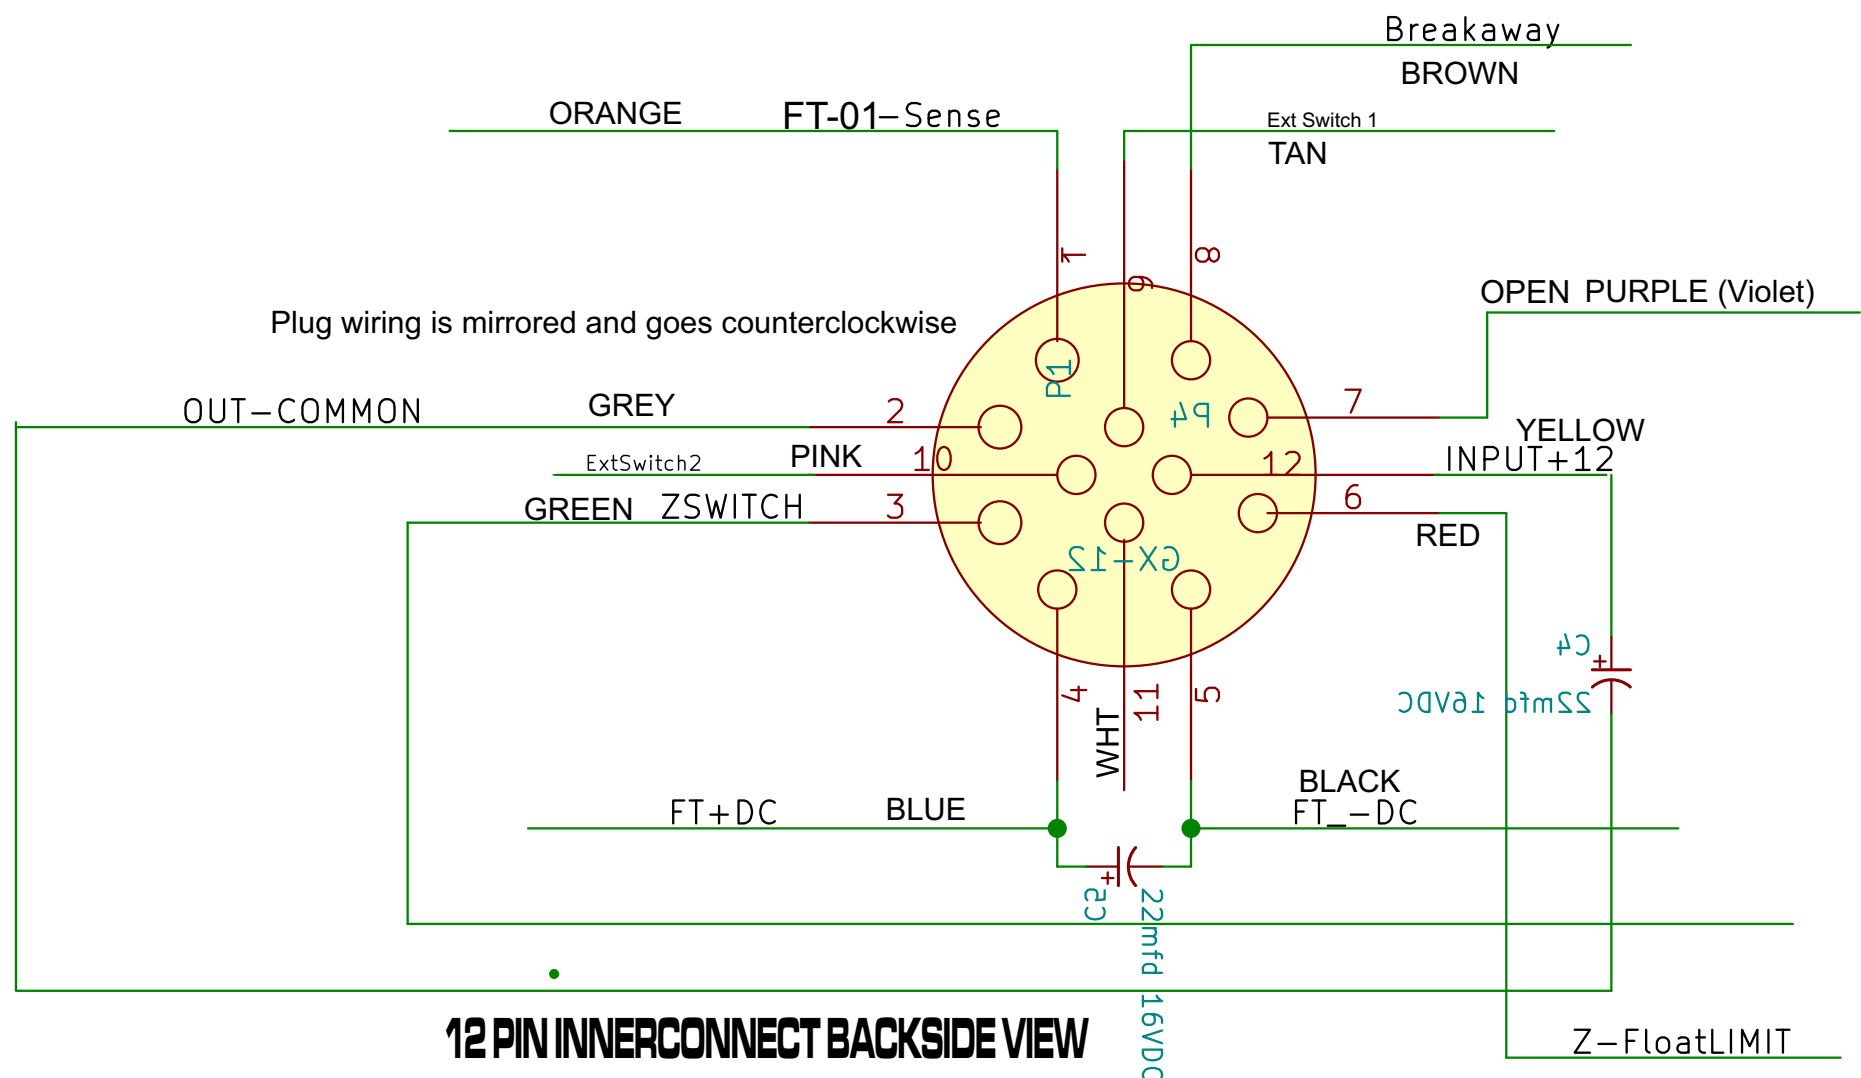 Breakaway
BROWN
ORANGE FT-01-Sense
Ext Switch 1
TAN
1
8
9
OPEN PURPLE (Violet)
Plug wiring is mirrored and goes counterclockwise
P1
P4
7
OUT-COMMON GREY 2
YELLOW
INPUT+12
ExtSwitch2 PINK 10
12
GREEN ZSWITCH 3
6
RED
GX-12
C4
22mfd 16VDC
4
11
5
WHT
BLACK
FT+DC BLUE
FT_-DC
+
+
C5
22mfd 16VDC
12 PIN INNERCONNECT BACKSIDE VIEW
Z-FloatLIMIT